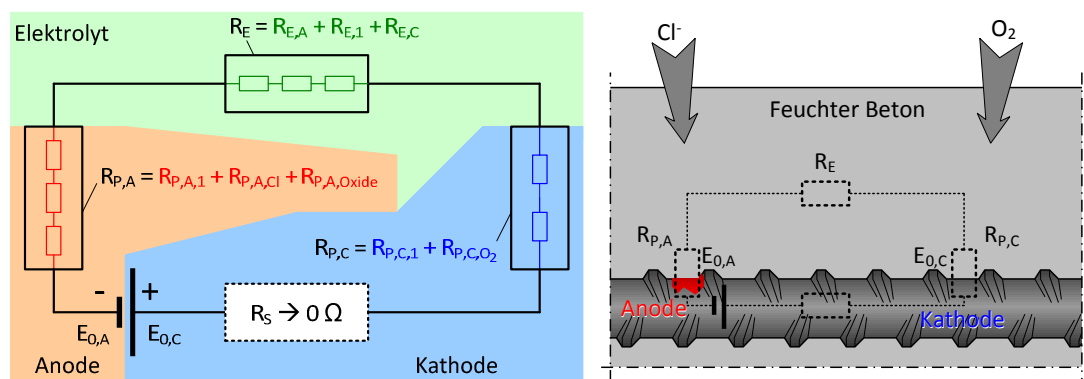 Elektrolyt
R_E = R_E,A + R_E,1 + R_E,C
R_P,A = R_P,A,1 + R_P,A,Cl + R_P,A,Oxide
R_P,C = R_P,C,1 + R_P,C,O₂
- +
R_S → 0 Ω
E_0,A E_0,C
Anode Kathode
Cl⁻ O₂
Feuchter Beton
R_E
R_P,A R_P,C
E_0,A E_0,C
Anode Kathode